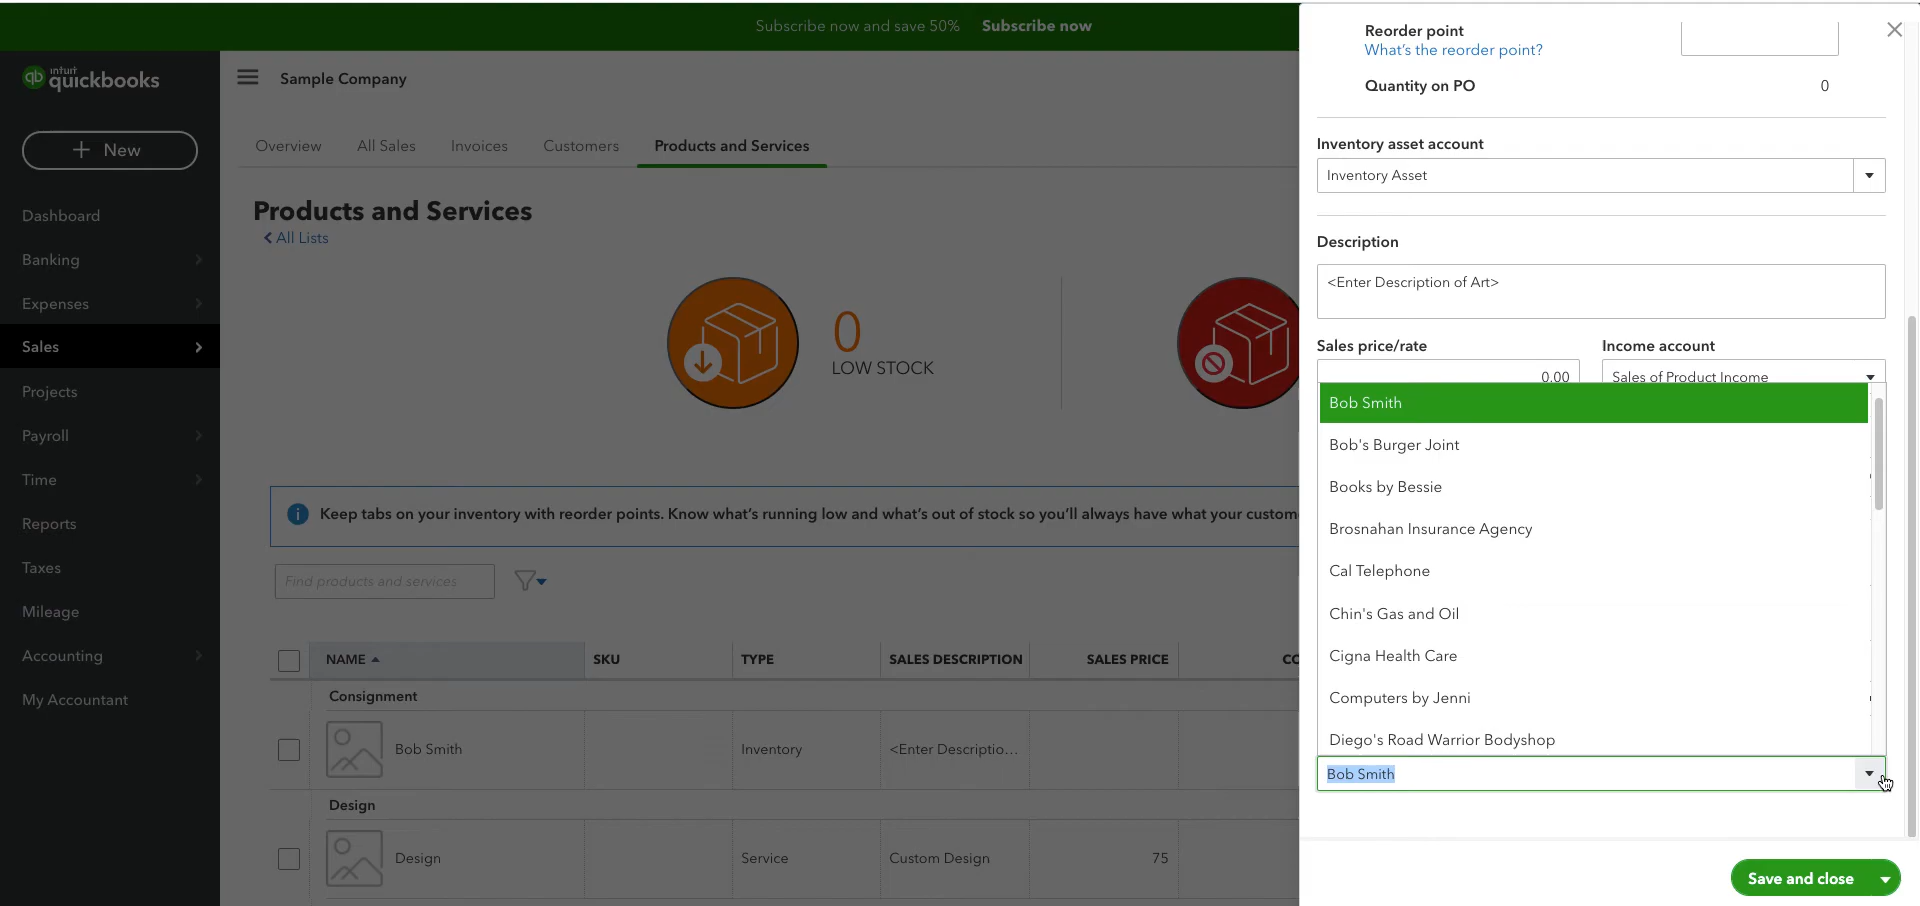 Subscribe now and save 50% Subscribe now
intuit quickbooks
Sample Company
+ New
Overview All Sales Invoices Customers Products and Services
Dashboard
Banking
Expenses
Sales
Projects
Payroll
Time
Reports
Taxes
Mileage
Accounting
My Accountant
Products and Services
All Lists
0
LOW STOCK
Keep tabs on your inventory with reorder points. Know what's running low and what's out of stock so you'll always have what your custome
Find products and services
NAME SKU TYPE SALES DESCRIPTION SALES PRICE CO
Consignment
Bob Smith Inventory <Enter Descriptio...
Design
Design Service Custom Design 75
Reorder point
What's the reorder point?
Quantity on PO 0
Inventory asset account
Inventory Asset
Description
<Enter Description of Art>
Sales price/rate Income account
0.00 Sales of Product Income
Bob Smith
Bob's Burger Joint
Books by Bessie
Brosnahan Insurance Agency
Cal Telephone
Chin's Gas and Oil
Cigna Health Care
Computers by Jenni
Diego's Road Warrior Bodyshop
Bob Smith
Save and close